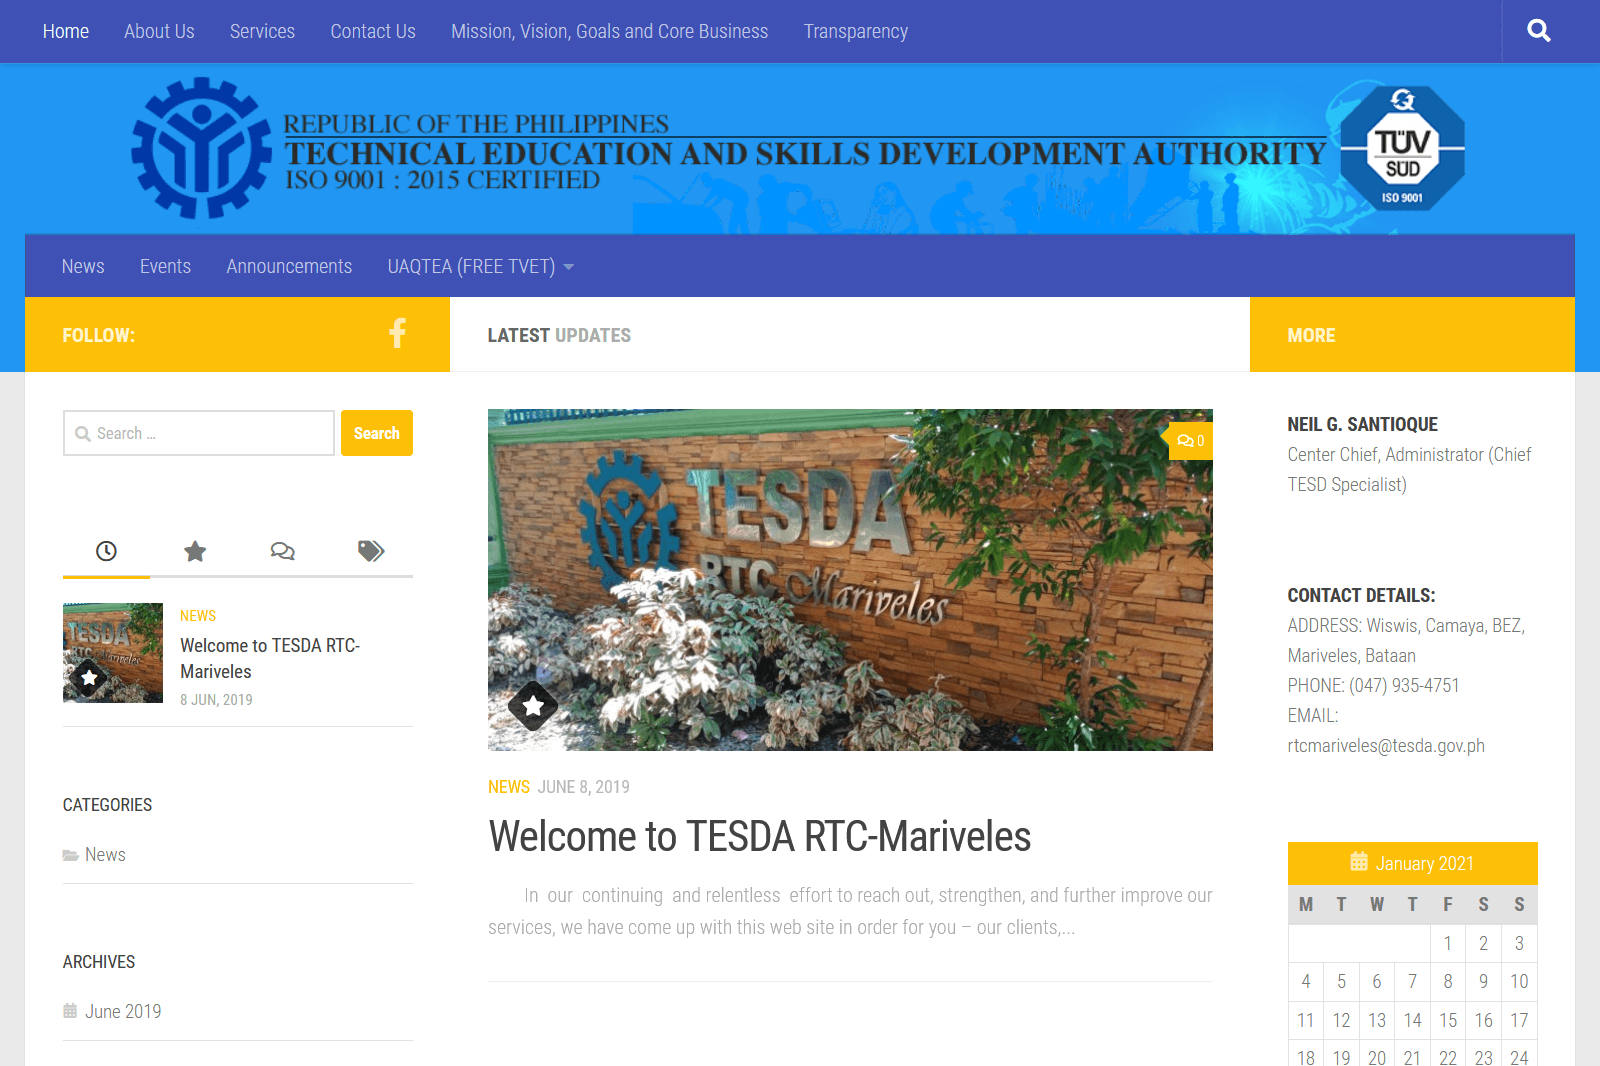 Home About Us Services Contact Us Mission, Vision, Goals and Core Business Transparency
REPUBLIC OF THE PHILIPPINES
TECHNICAL EDUCATION AND SKILLS DEVELOPMENT AUTHORITY
ISO 9001 : 2015 CERTIFIED
TÜV
SÜD
ISO 9001
News Events Announcements UAQTEA (FREE TVET)
FOLLOW:
LATEST UPDATES
MORE
Search ...
Search
NEWS
Welcome to TESDA RTC-
Mariveles
8 JUN, 2019
CATEGORIES
News
ARCHIVES
June 2019
0
TESDA
RTC Mariveles
NEWS JUNE 8, 2019
Welcome to TESDA RTC-Mariveles
In our continuing and relentless effort to reach out, strengthen, and further improve our
services, we have come up with this web site in order for you – our clients,...
NEIL G. SANTIOQUE
Center Chief, Administrator (Chief
TESD Specialist)
CONTACT DETAILS:
ADDRESS: Wiswis, Camaya, BEZ,
Mariveles, Bataan
PHONE: (047) 935-4751
EMAIL:
rtcmariveles@tesda.gov.ph
January 2021
M T W T F S S
1 2 3
4 5 6 7 8 9 10
11 12 13 14 15 16 17
18 19 20 21 22 23 24